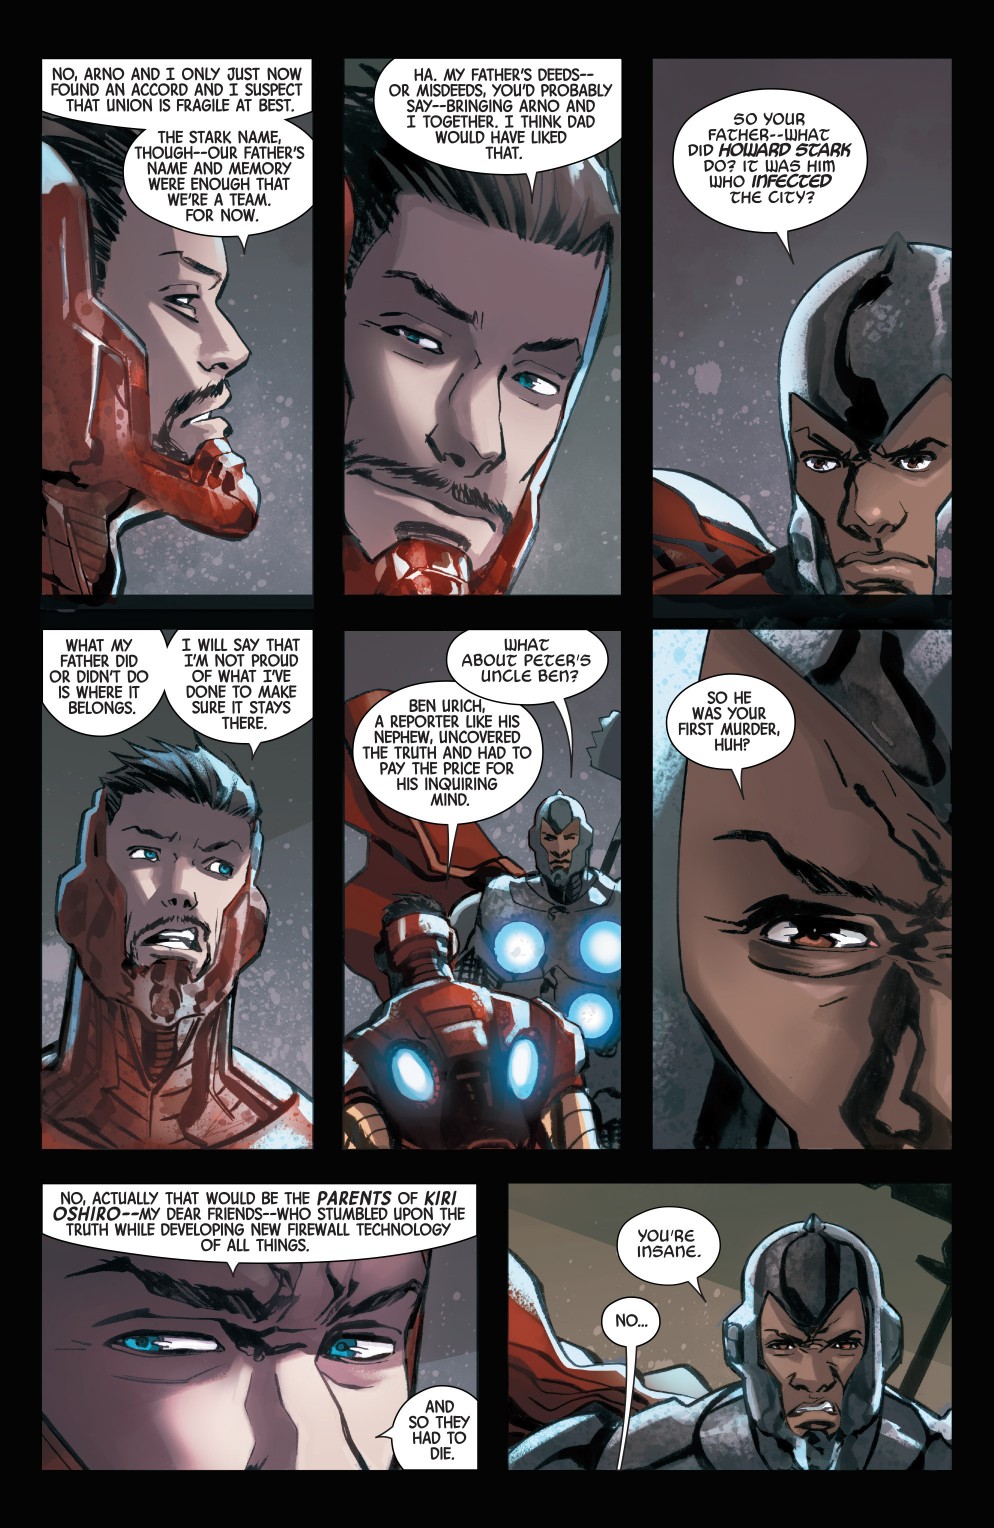 NO, ARNO AND I ONLY JUST NOW
FOUND AN ACCORD AND I SUSPECT
THAT UNION IS FRAGILE AT BEST.
THE STARK NAME,
THOUGH--OUR FATHER'S
NAME AND MEMORY
WERE ENOUGH THAT
WE'RE A TEAM.
FOR NOW.
HA. MY FATHER'S DEEDS--
OR MISDEEDS, YOU'D PROBABLY
SAY--BRINGING ARNO AND
I TOGETHER. I THINK DAD
WOULD HAVE LIKED
THAT.
SO YOUR
FATHER--WHAT
DID HOWARD STARK
DO? IT WAS HIM
WHO INFECTED
THE CITY?
WHAT MY
FATHER DID
OR DIDN'T DO
IS WHERE IT
BELONGS.
I WILL SAY THAT
I'M NOT PROUD
OF WHAT I'VE
DONE TO MAKE
SURE IT STAYS
THERE.
WHAT
ABOUT PETER'S
UNCLE BEN?
BEN URICH,
A REPORTER LIKE HIS
NEPHEW, UNCOVERED
THE TRUTH AND HAD TO
PAY THE PRICE FOR
HIS INQUIRING
MIND.
SO HE
WAS YOUR
FIRST MURDER,
HUH?
NO, ACTUALLY THAT WOULD BE THE PARENTS OF KIRI
OSHIRO--MY DEAR FRIENDS--WHO STUMBLED UPON THE
TRUTH WHILE DEVELOPING NEW FIREWALL TECHNOLOGY
OF ALL THINGS.
AND
SO THEY
HAD TO
DIE.
YOU'RE
INSANE.
NO...